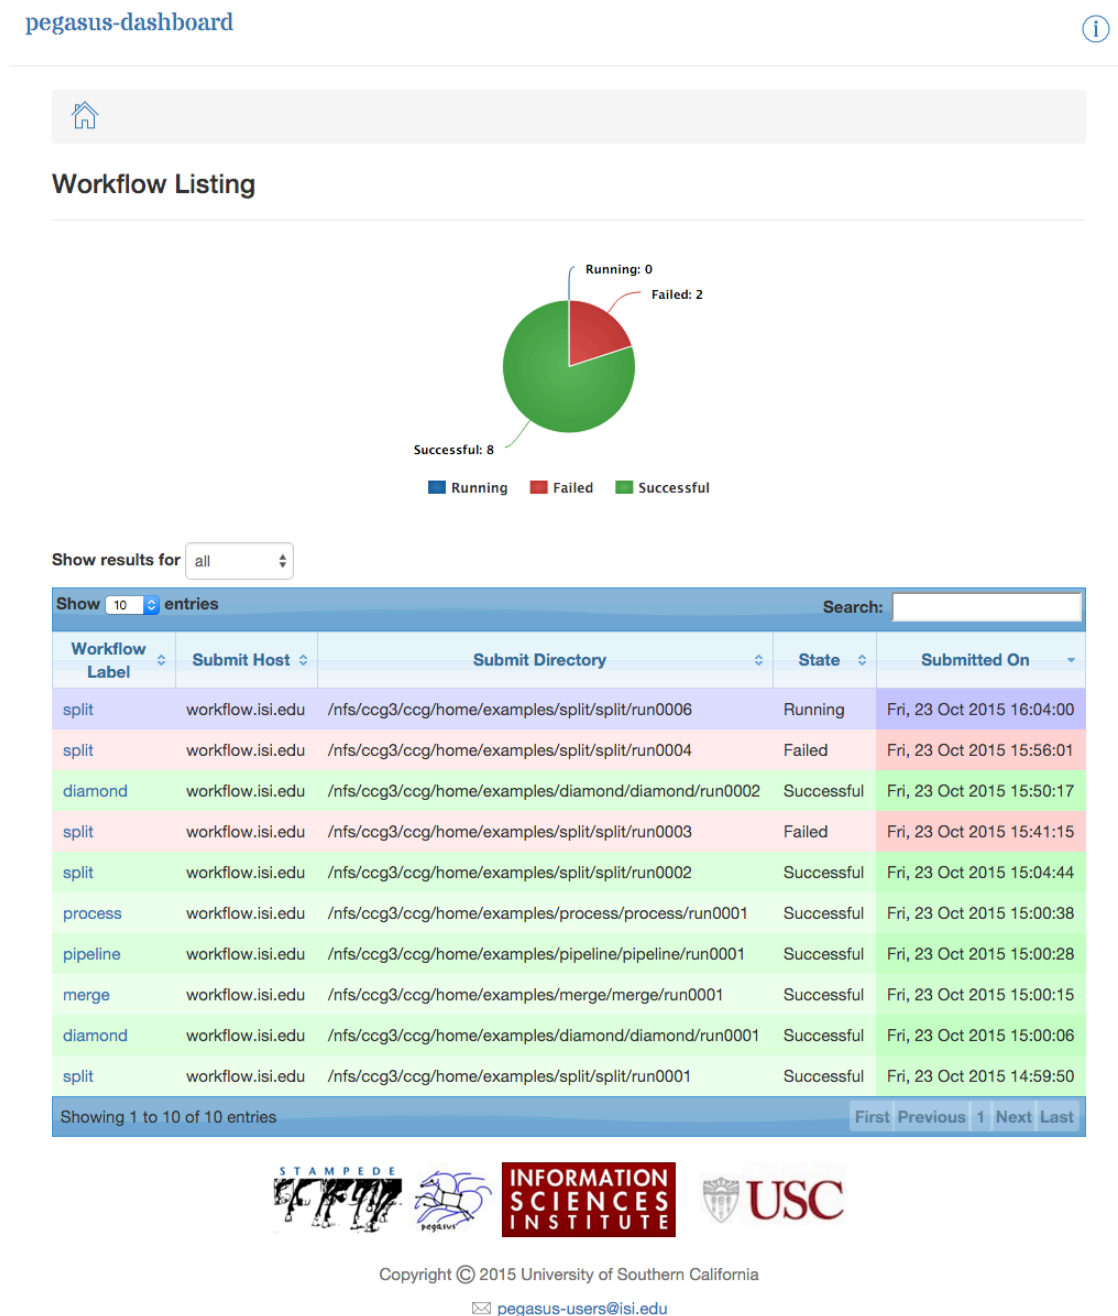 pegasus-dashboard
i
Workflow Listing
Running: 0
Failed: 2
Successful: 8
Running Failed Successful
Show results for all
Show 10 entries Search:
Workflow Label Submit Host Submit Directory State Submitted On
split workflow.isi.edu /nfs/ccg3/ccg/home/examples/split/split/run0006 Running Fri, 23 Oct 2015 16:04:00
split workflow.isi.edu /nfs/ccg3/ccg/home/examples/split/split/run0004 Failed Fri, 23 Oct 2015 15:56:01
diamond workflow.isi.edu /nfs/ccg3/ccg/home/examples/diamond/diamond/run0002 Successful Fri, 23 Oct 2015 15:50:17
split workflow.isi.edu /nfs/ccg3/ccg/home/examples/split/split/run0003 Failed Fri, 23 Oct 2015 15:41:15
split workflow.isi.edu /nfs/ccg3/ccg/home/examples/split/split/run0002 Successful Fri, 23 Oct 2015 15:04:44
process workflow.isi.edu /nfs/ccg3/ccg/home/examples/process/process/run0001 Successful Fri, 23 Oct 2015 15:00:38
pipeline workflow.isi.edu /nfs/ccg3/ccg/home/examples/pipeline/pipeline/run0001 Successful Fri, 23 Oct 2015 15:00:28
merge workflow.isi.edu /nfs/ccg3/ccg/home/examples/merge/merge/run0001 Successful Fri, 23 Oct 2015 15:00:15
diamond workflow.isi.edu /nfs/ccg3/ccg/home/examples/diamond/diamond/run0001 Successful Fri, 23 Oct 2015 15:00:06
split workflow.isi.edu /nfs/ccg3/ccg/home/examples/split/split/run0001 Successful Fri, 23 Oct 2015 14:59:50
Showing 1 to 10 of 10 entries First Previous 1 Next Last
STAMPEDE
pegasus
INFORMATION
SCIENCES
INSTITUTE
USC
Copyright © 2015 University of Southern California
pegasus-users@isi.edu